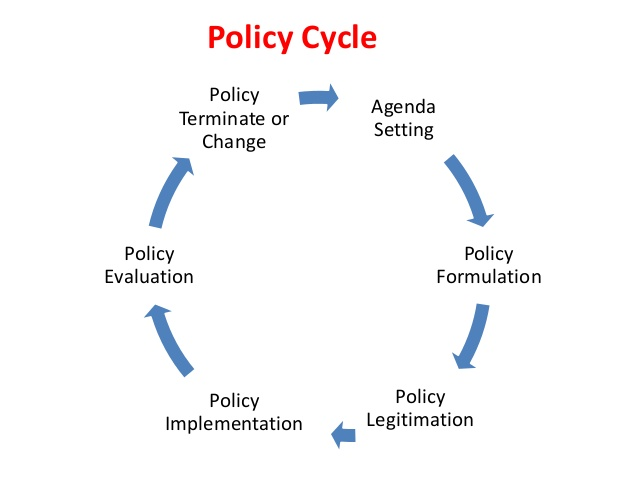 Policy Cycle
Policy
Terminate or
Change
Agenda
Setting
Policy
Formulation
Policy
Legitimation
Policy
Implementation
Policy
Evaluation